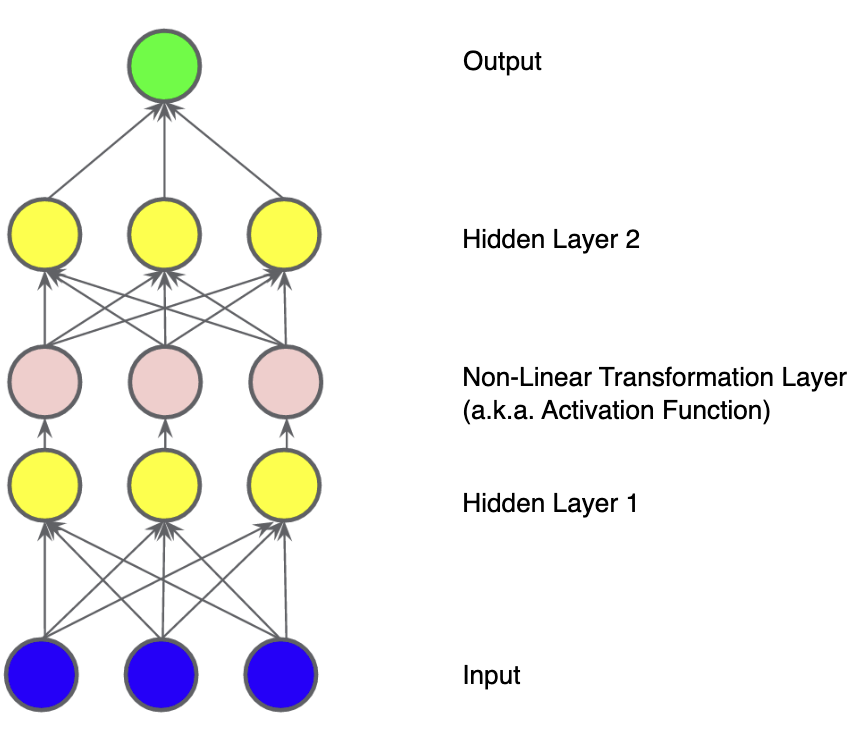 Output
Hidden Layer 2
Non-Linear Transformation Layer
(a.k.a. Activation Function)
Hidden Layer 1
Input